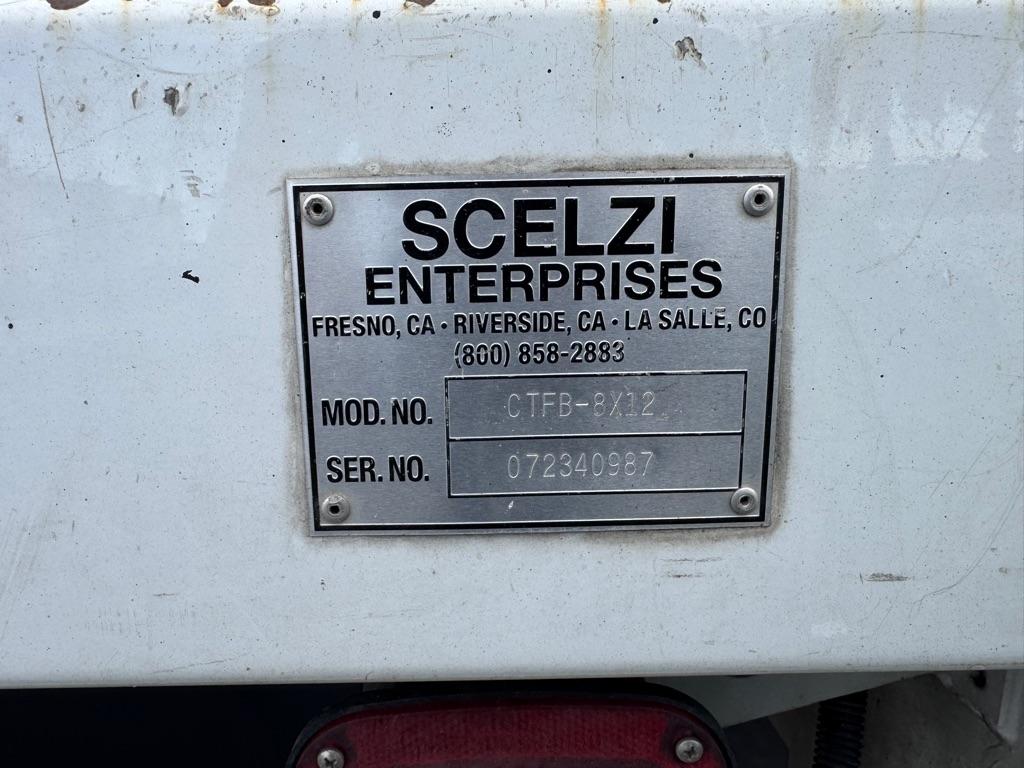 SCELZI
ENTERPRISES
FRESNO, CA • RIVERSIDE, CA • LA SALLE, CO
(800) 858-2883
MOD. NO. CTFB-8X12
SER. NO. 072340987